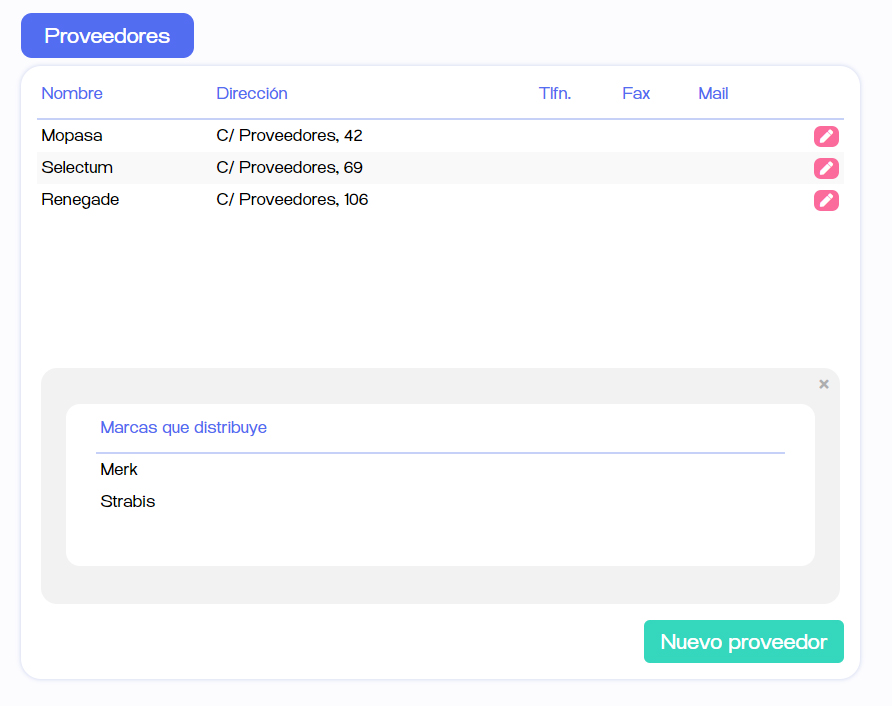 Proveedores
Nombre Dirección Tlfn. Fax Mail
Mopasa C/ Proveedores, 42
Selectum C/ Proveedores, 69
Renegade C/ Proveedores, 106
Marcas que distribuye
Merk
Strabis
Nuevo proveedor